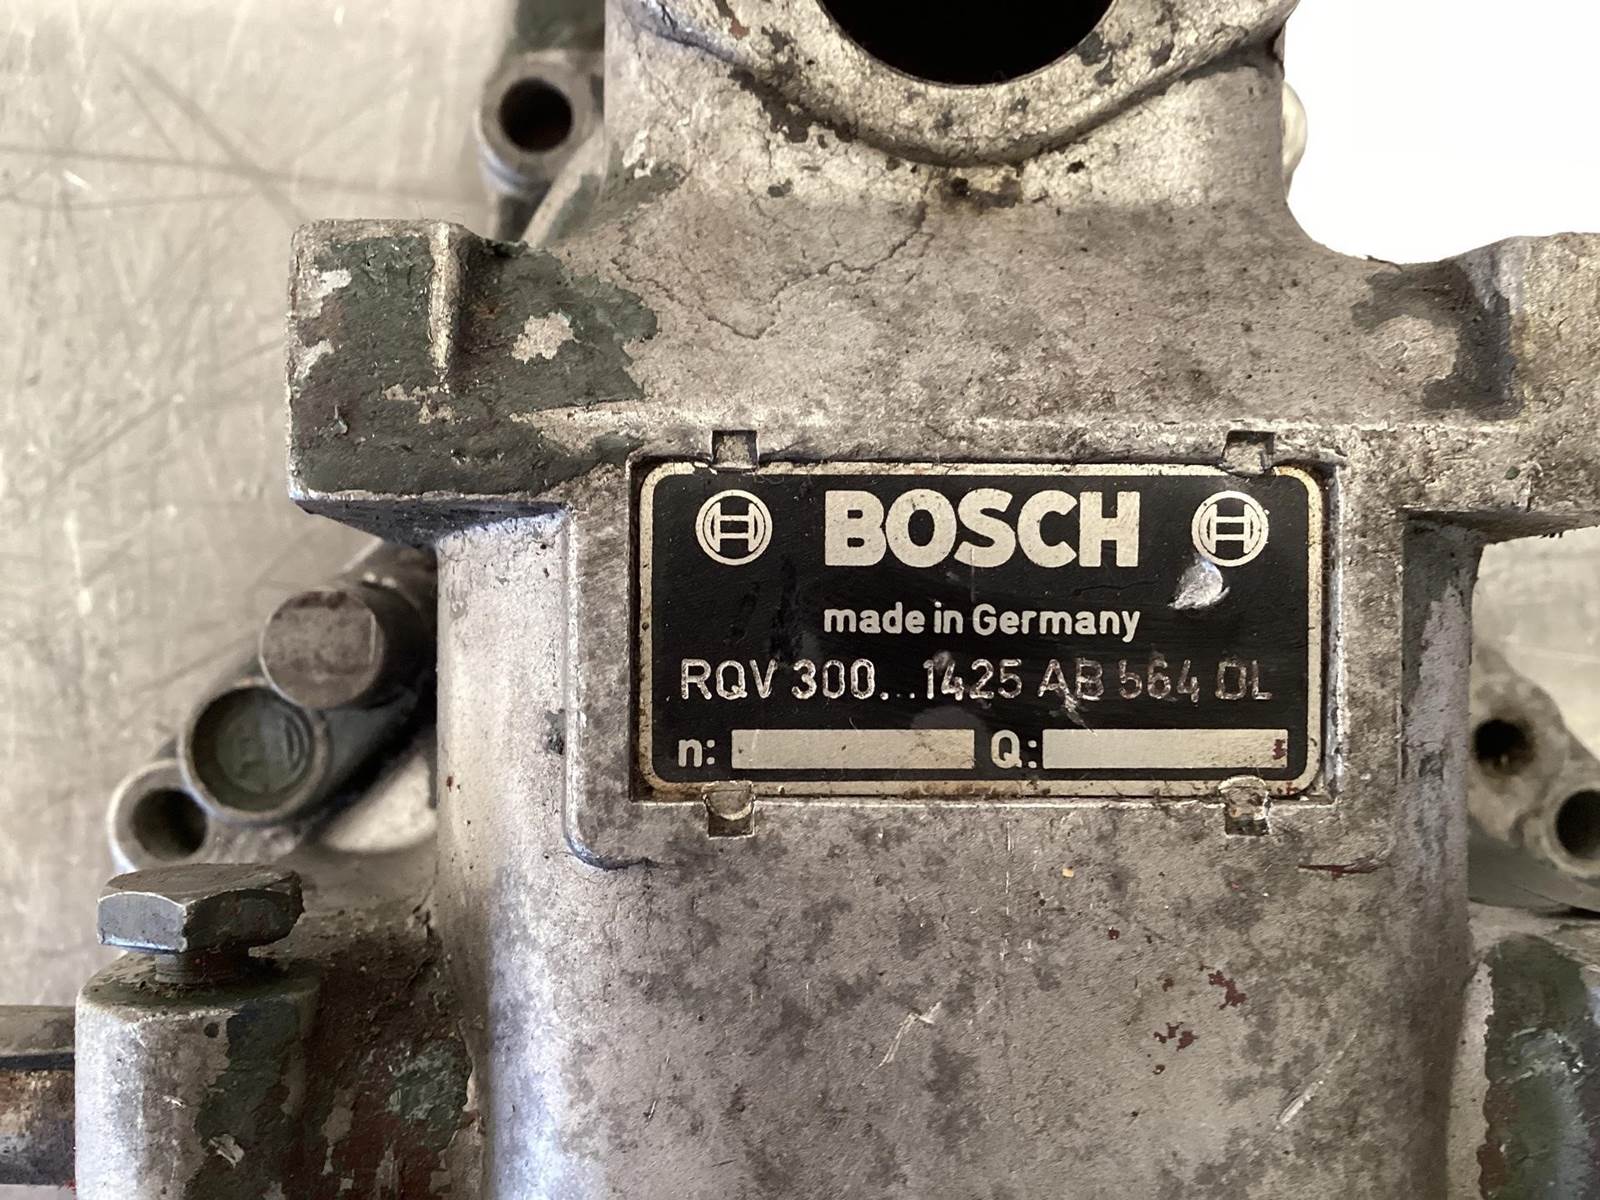 BOSCH
made in Germany
RQV 300...1425 AB 564 DL
n: Q: